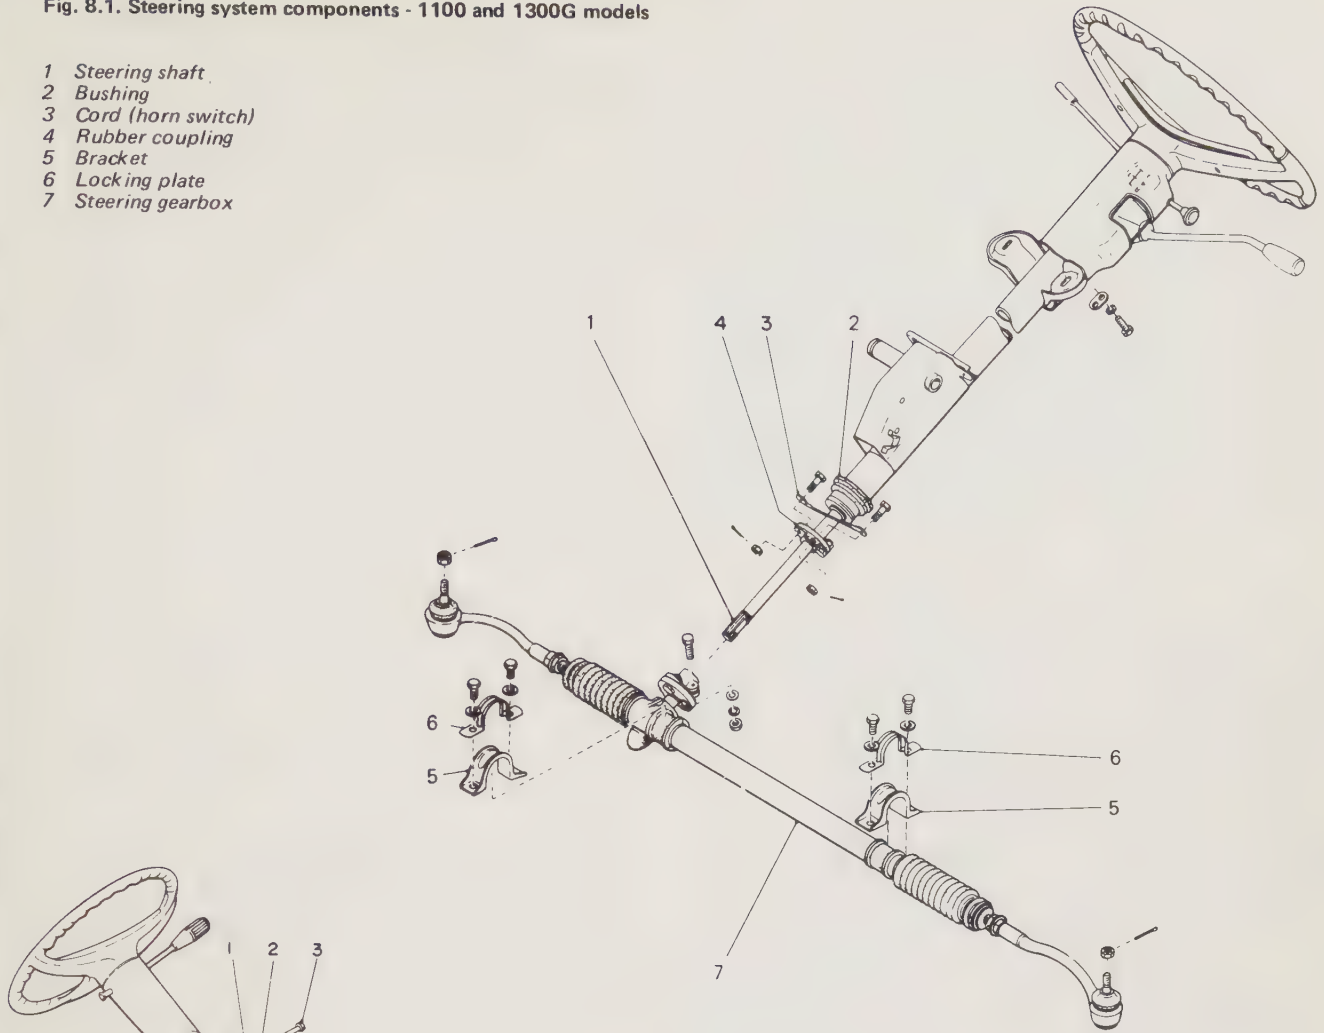 Fig. 8.1. Steering system components - 1100 and 1300G models
1 Steering shaft
2 Bushing
3 Cord (horn switch)
4 Rubber coupling
5 Bracket
6 Locking plate
7 Steering gearbox
1 4 3 2
6
5
6
5
7
1 2 3